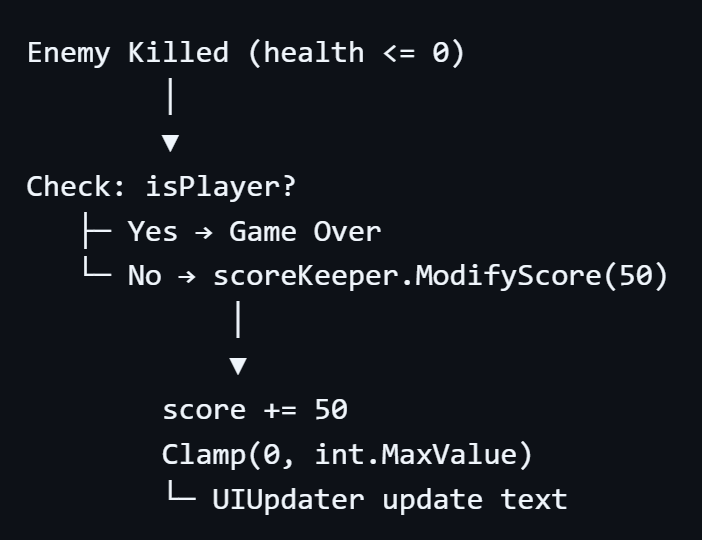 Enemy Killed (health <= 0)
│
▼
Check: isPlayer?
├─ Yes → Game Over
└─ No → scoreKeeper.ModifyScore(50)
│
▼
score += 50
Clamp(0, int.MaxValue)
└─ UIUpdater update text